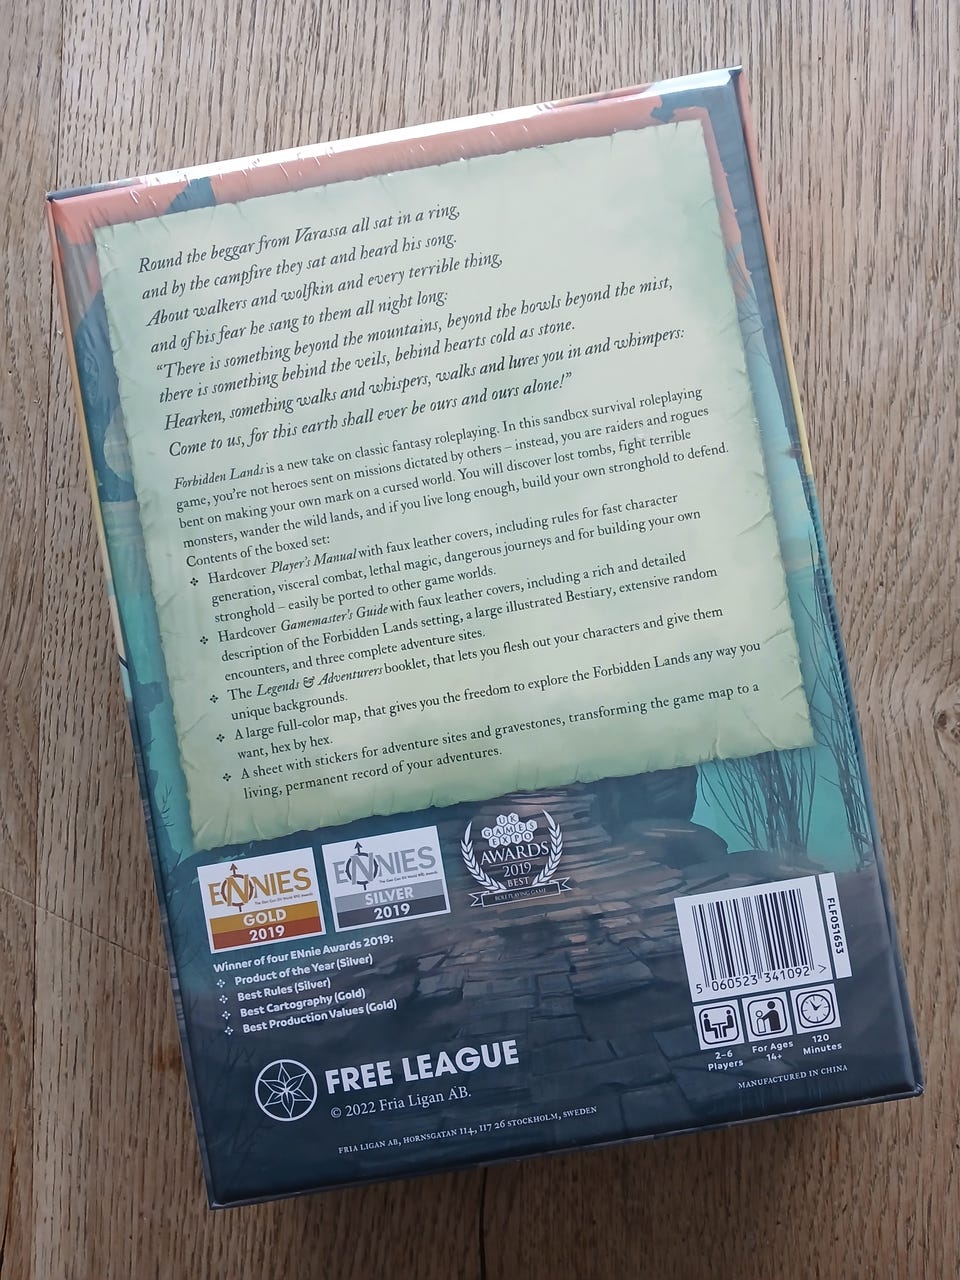 Round the beggar from Varassa all sat in a ring,
and by the campfire they sat and heard his song.
About walkers and wolfkin and every terrible thing,
and of his fear he sang to them all night long:
“There is something beyond the mountains, beyond the howls beyond the mist,
there is something behind the veils, behind hearts cold as stone.
Hearken, something walks and whispers, walks and lures you in and whimpers:
Come to us, for this earth shall ever be ours and ours alone!”
Forbidden Lands is a new take on classic fantasy roleplaying. In this sandbox survival roleplaying
game, you’re not heroes sent on missions dictated by others – instead, you are raiders and rogues
bent on making your own mark on a cursed world. You will discover lost tombs, fight terrible
monsters, wander the wild lands, and if you live long enough, build your own stronghold to defend.
Contents of the boxed set:
Hardcover Player’s Manual with faux leather covers, including rules for fast character
generation, visceral combat, lethal magic, dangerous journeys and for building your own
stronghold – easily be ported to other game worlds.
Hardcover Gamemaster’s Guide with faux leather covers, including a rich and detailed
description of the Forbidden Lands setting, a large illustrated Bestiary, extensive random
encounters, and three complete adventure sites.
The Legends & Adventurers booklet, that lets you flesh out your characters and give them
unique backgrounds.
A large full-color map, that gives you the freedom to explore the Forbidden Lands any way you
want, hex by hex.
A sheet with stickers for adventure sites and gravestones, transforming the game map to a
living, permanent record of your adventures.
ENNIES
GOLD
2019
ENNIES
SILVER
2019
UK
GAMES
EXPO
AWARDS
2019
BEST
ROLEPLAYING GAME
Winner of four ENnie Awards 2019:
Product of the Year (Silver)
Best Rules (Silver)
Best Cartography (Gold)
Best Production Values (Gold)
FLF051653
5 060523 341092 >
2–6
Players
For Ages
14+
120
Minutes
MANUFACTURED IN CHINA
FREE LEAGUE
© 2022 Fria Ligan AB.
FRIA LIGAN AB, HORNSGATAN 114, 117 26 STOCKHOLM, SWEDEN